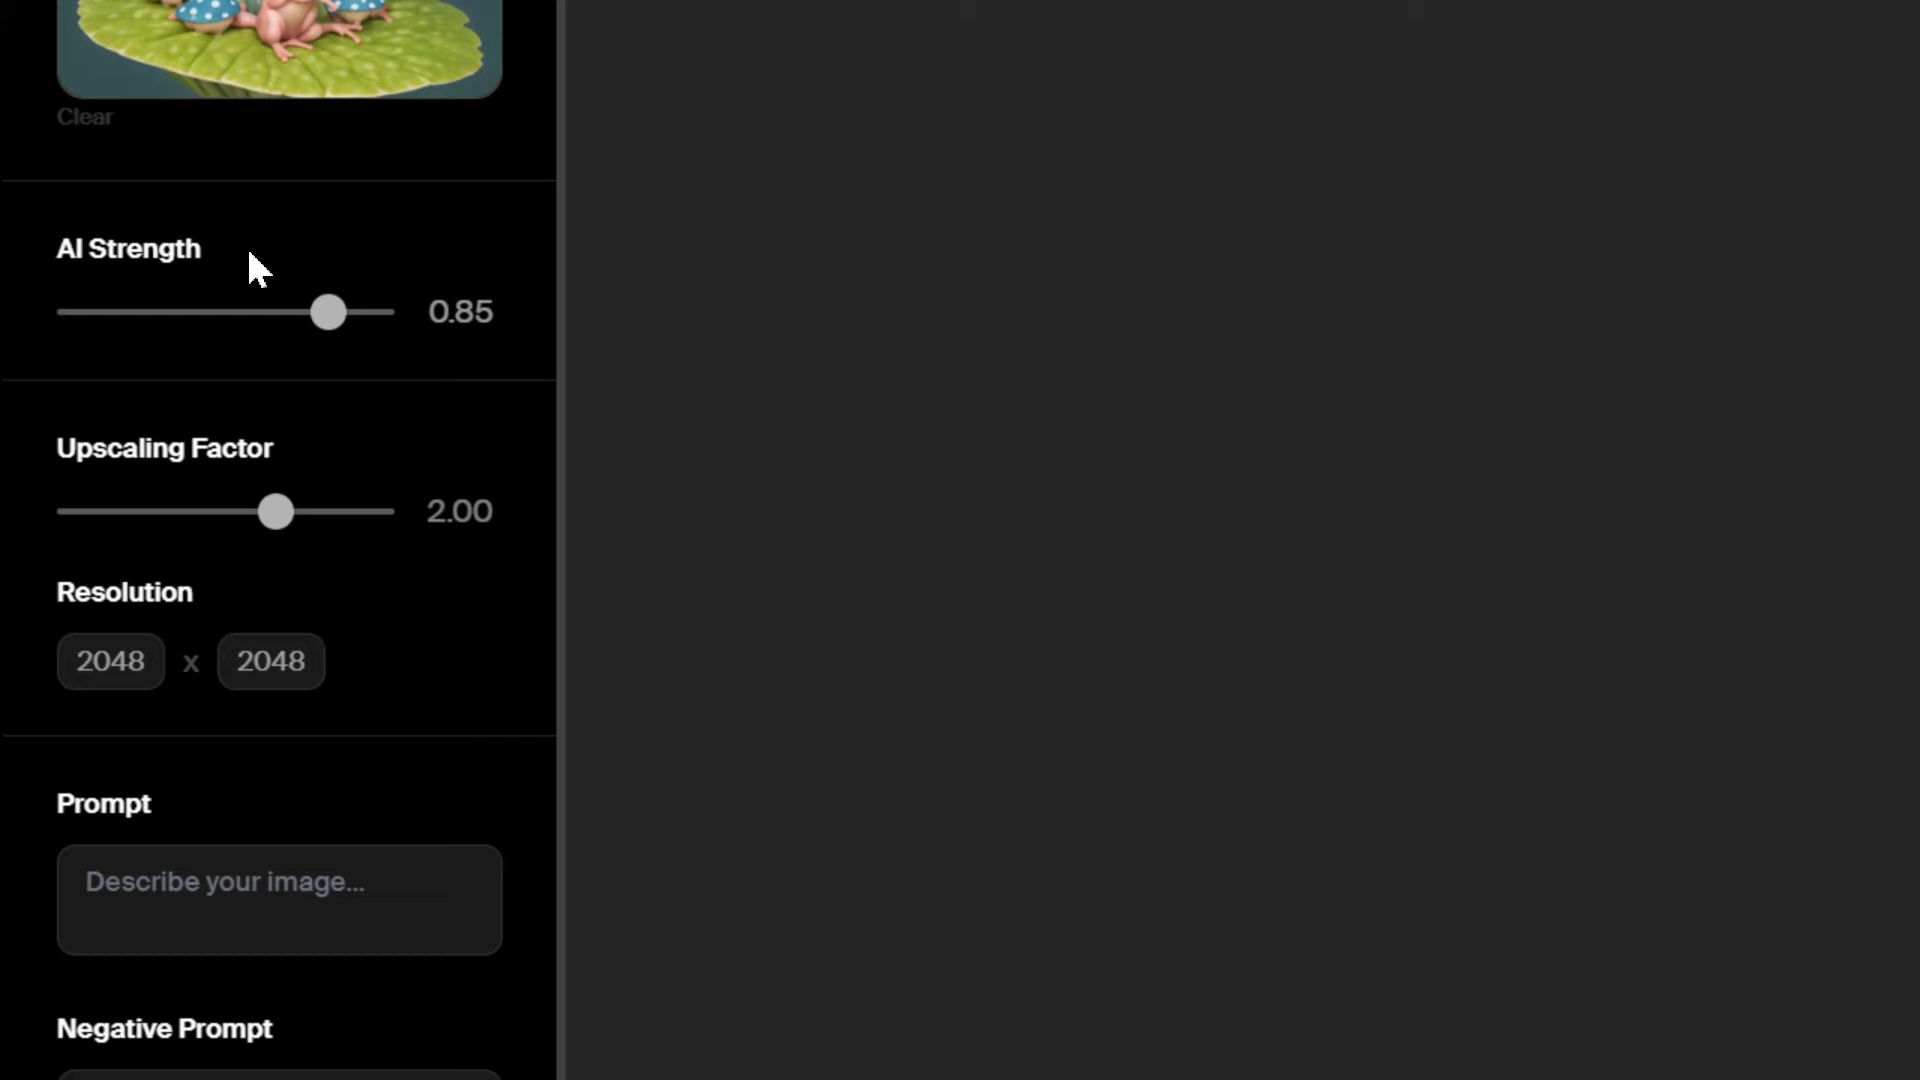 Clear
AI Strength
0.85
Upscaling Factor
2.00
Resolution
2048 x 2048
Prompt
Describe your image...
Negative Prompt